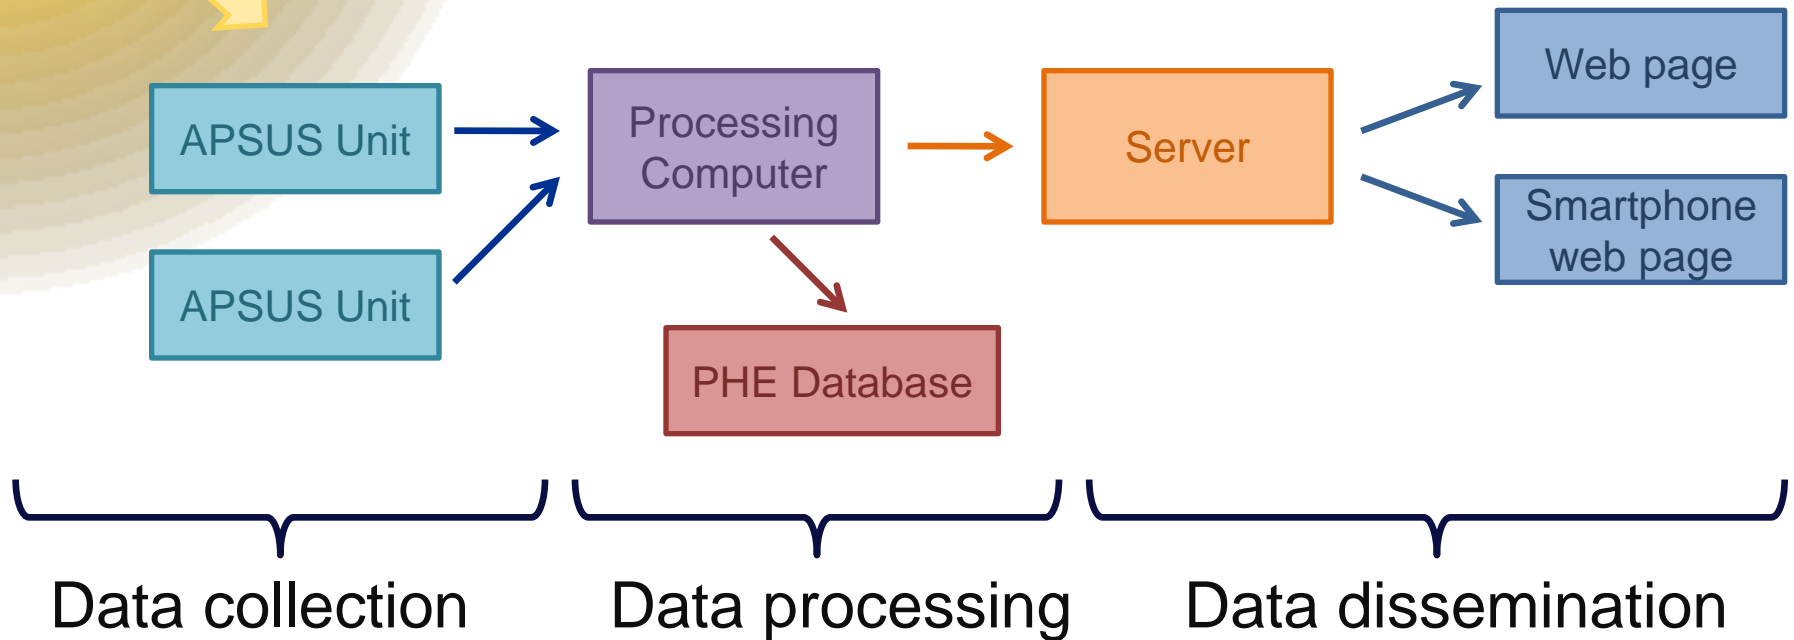 APSUS Unit
APSUS Unit
Processing
Computer
PHE Database
Server
Web page
Smartphone
web page
Data collection
Data processing
Data dissemination